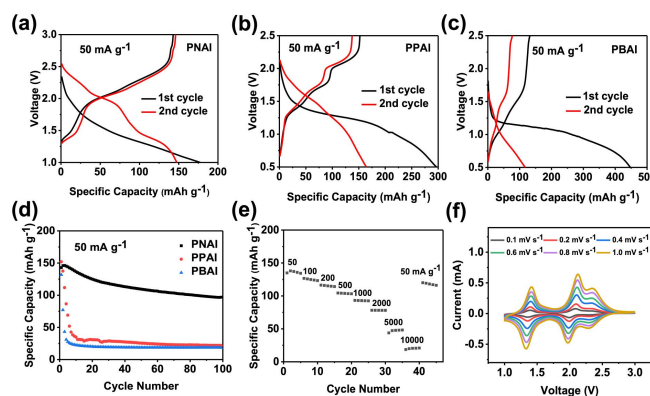 (a)
50 mA g⁻¹
PNAI
1st cycle
2nd cycle
Voltage (V)
3.0
2.5
2.0
1.5
1.0
0 50 100 150 200
Specific Capacity (mAh g⁻¹)
(b)
50 mA g⁻¹
PPAI
1st cycle
2nd cycle
Voltage (V)
2.5
2.0
1.5
1.0
0.5
0 50 100 150 200 250 300
Specific Capacity (mAh g⁻¹)
(c)
50 mA g⁻¹
PBAI
1st cycle
2nd cycle
Voltage (V)
2.5
2.0
1.5
1.0
0.5
0 100 200 300 400 50
Specific Capacity (mAh g⁻¹)
(d)
50 mA g⁻¹
PNAI
PPAI
PBAI
Specific Capacity (mAh g⁻¹)
200
150
100
50
0
0 20 40 60 80 100
Cycle Number
(e)
50
100
200
500
1000
2000
5000
10000
50 mA g⁻¹
Specific Capacity (mAh g⁻¹)
200
150
100
50
0
0 10 20 30 40
Cycle Number
(f)
0.1 mV s⁻¹ 0.2 mV s⁻¹ 0.4 mV s⁻¹
0.6 mV s⁻¹ 0.8 mV s⁻¹ 1.0 mV s⁻¹
Current (mA)
1.0
0.5
0.0
-0.5
1.0 1.5 2.0 2.5 3.0
Voltage (V)